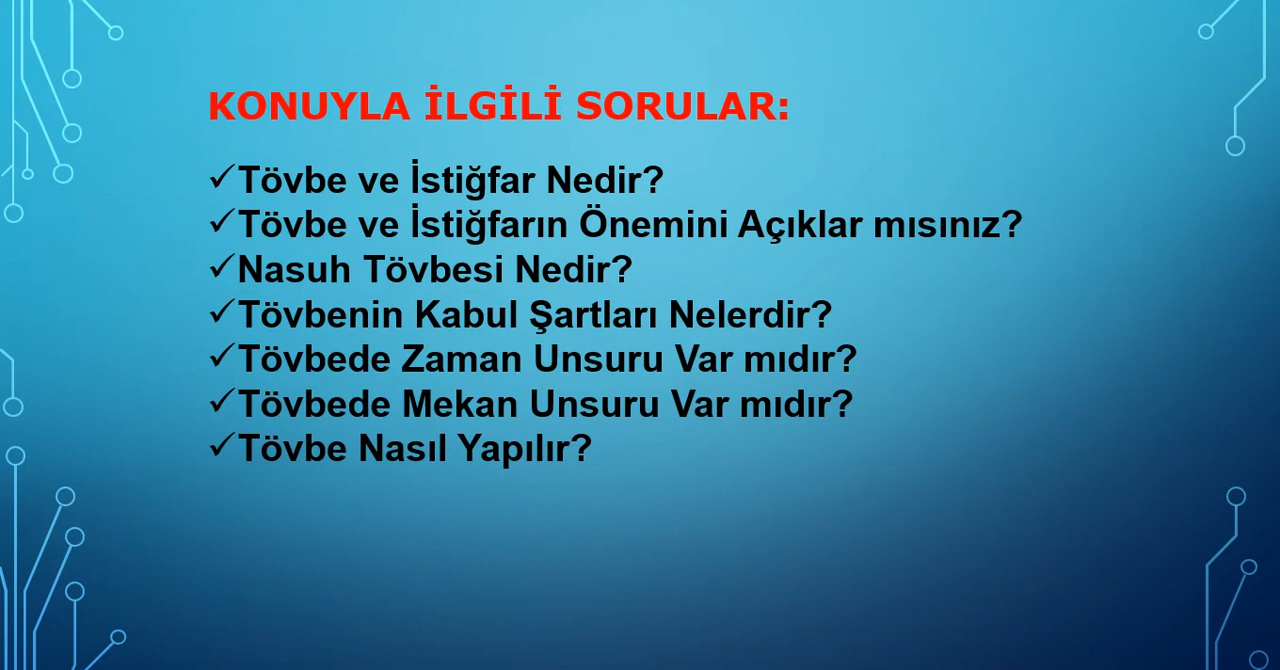 KONUYLA İLGİLİ SORULAR:
✓Tövbe ve İstiğfar Nedir?
✓Tövbe ve İstiğfarın Önemini Açıklar mısınız?
✓Nasuh Tövbesi Nedir?
✓Tövbenin Kabul Şartları Nelerdir?
✓Tövbede Zaman Unsuru Var mıdır?
✓Tövbede Mekan Unsuru Var mıdır?
✓Tövbe Nasıl Yapılır?